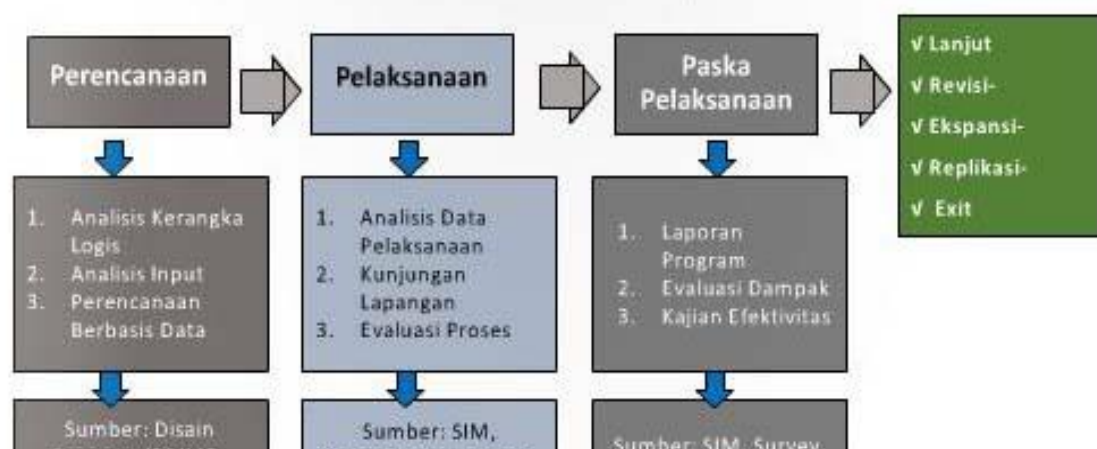 Perencanaan
Pelaksanaan
Paska
Pelaksanaan
√ Lanjut
√ Revisi-
√ Ekspansi-
√ Replikasi-
√ Exit
1. Analisis Kerangka
Logis
2. Analisis Input
3. Perencanaan
Berbasis Data
1. Analisis Data
Pelaksanaan
2. Kunjungan
Lapangan
3. Evaluasi Proses
1. Laporan
Program
2. Evaluasi Dampak
3. Kajian Efektivitas
Sumber: Disain
Sumber: SIM,
Sumber: SIM, Survey